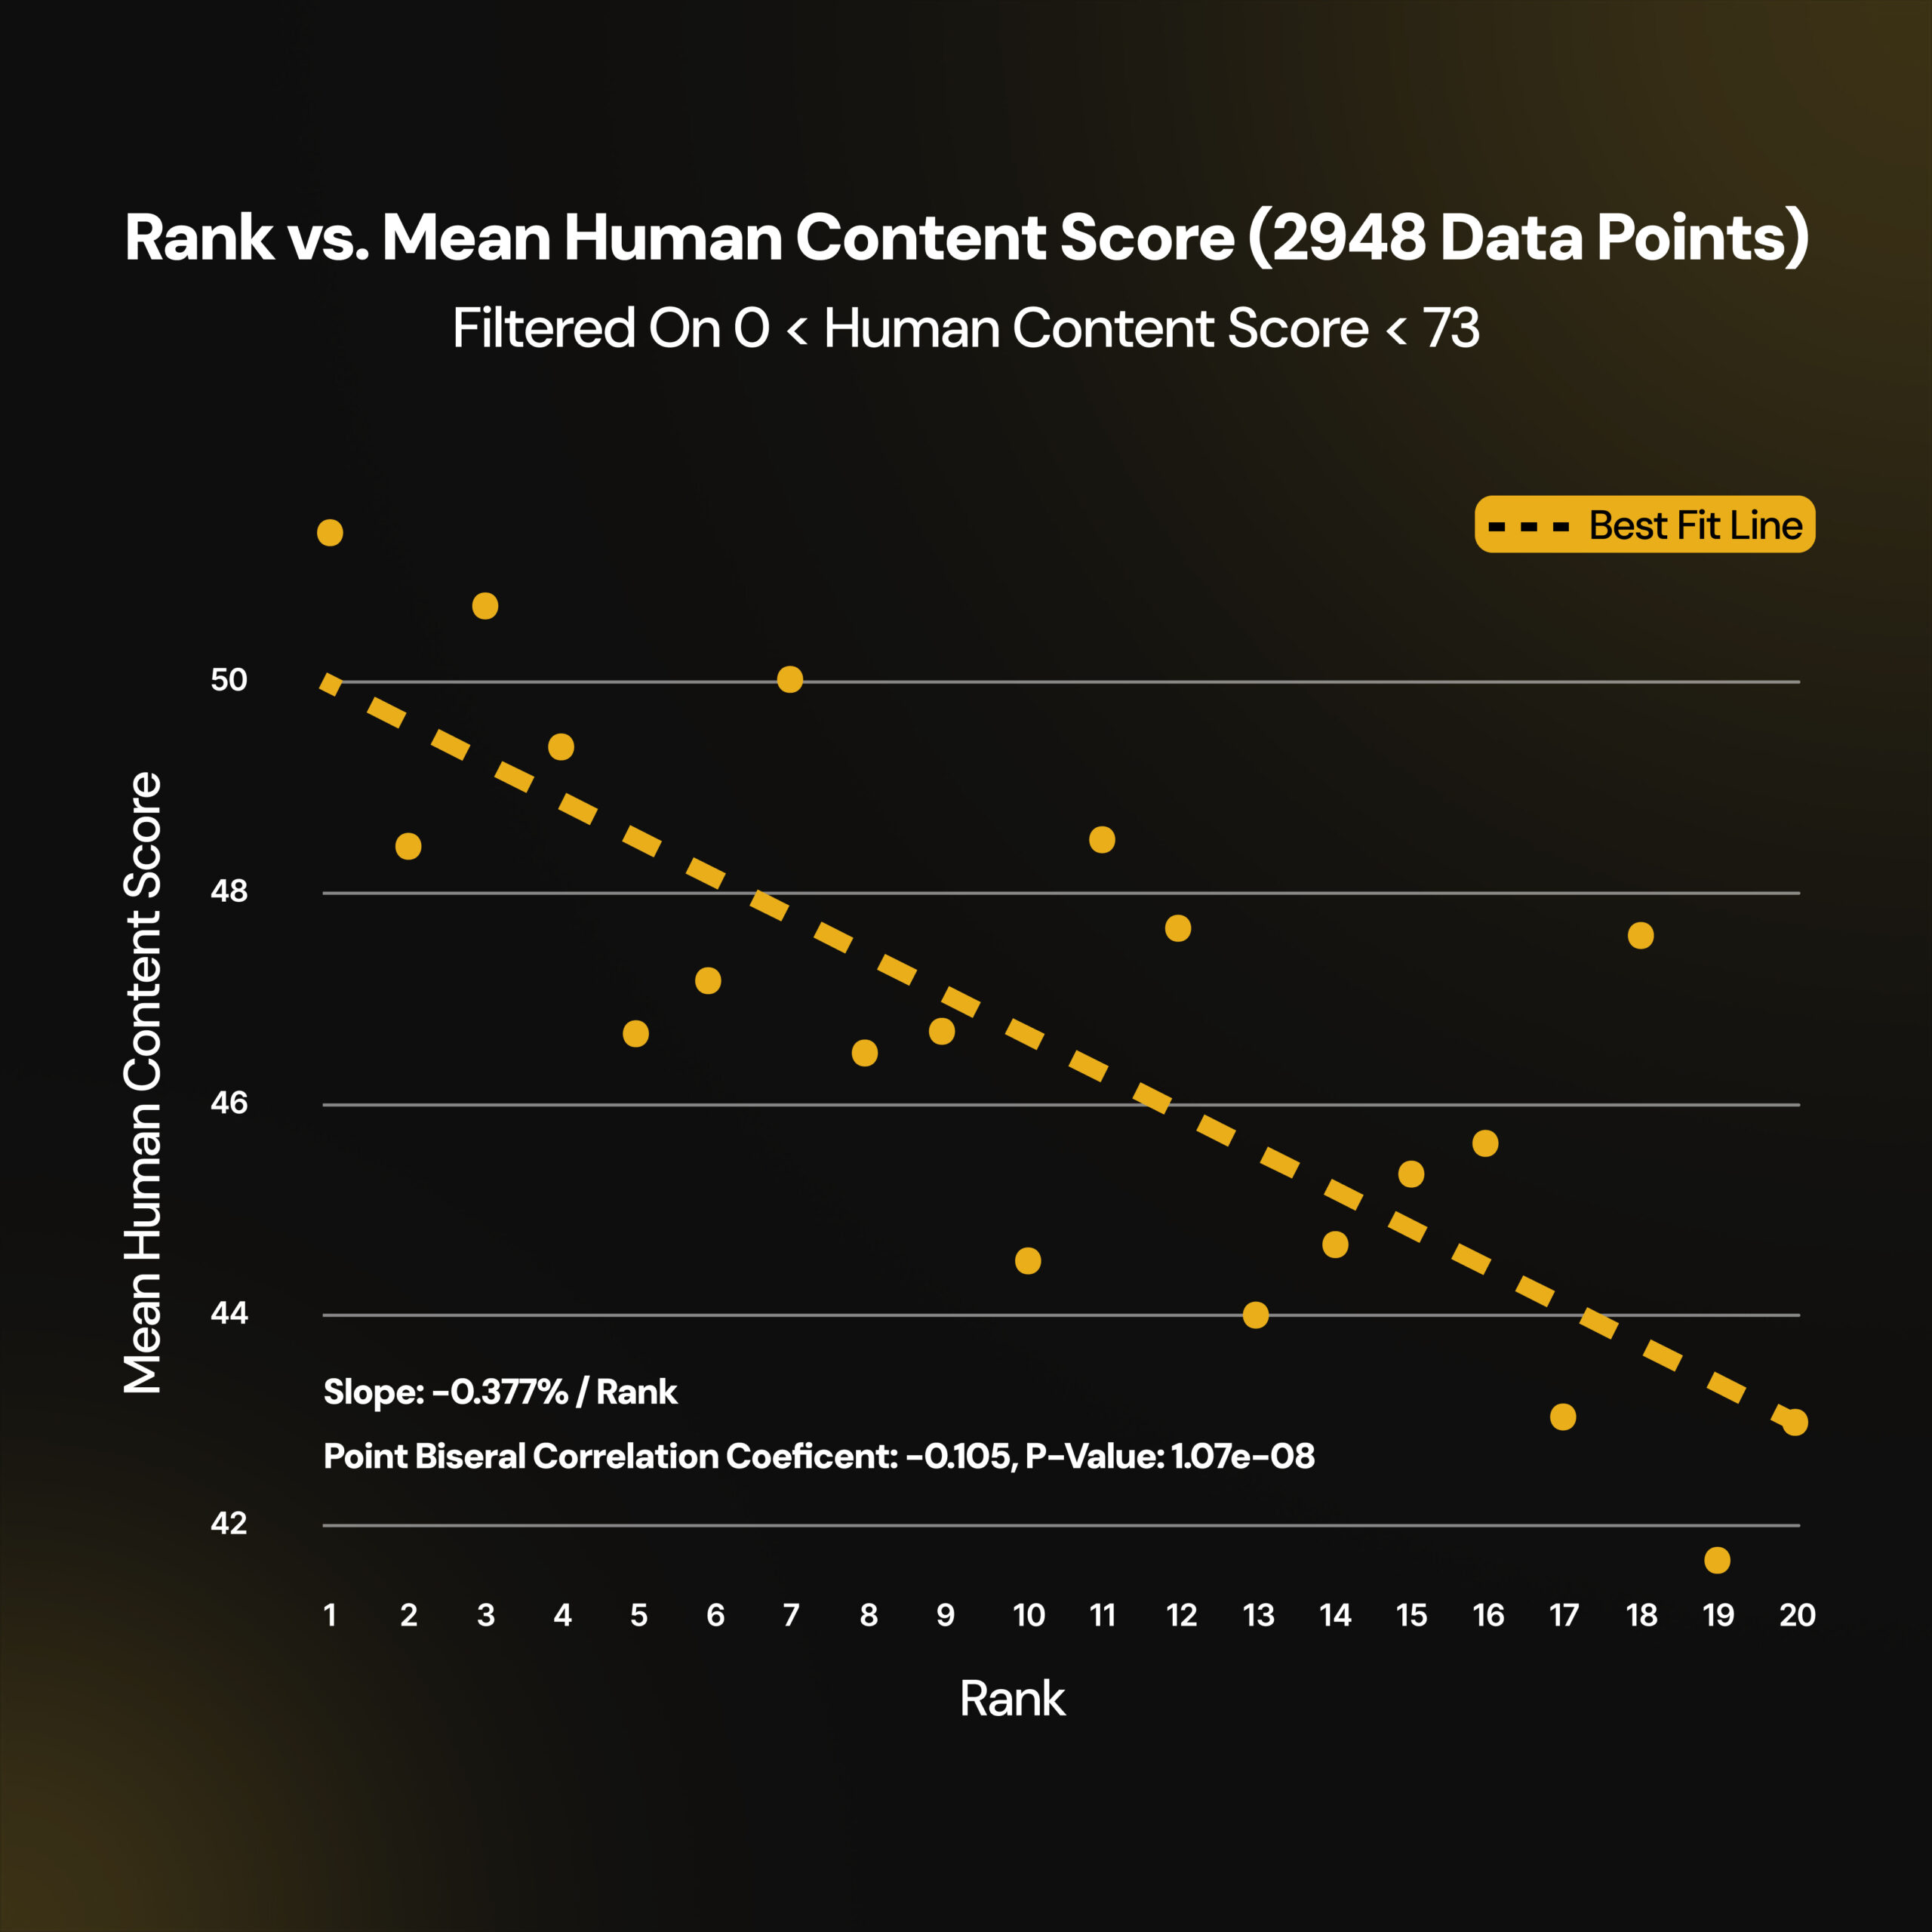 Rank vs. Mean Human Content Score (2948 Data Points)
Filtered On 0 < Human Content Score < 73
Best Fit Line
Mean Human Content Score
50
48
46
44
42
Slope: -0.377% / Rank
Point Biseral Correlation Coeficent: -0.105, P-Value: 1.07e-08
1 2 3 4 5 6 7 8 9 10 11 12 13 14 15 16 17 18 19 20
Rank